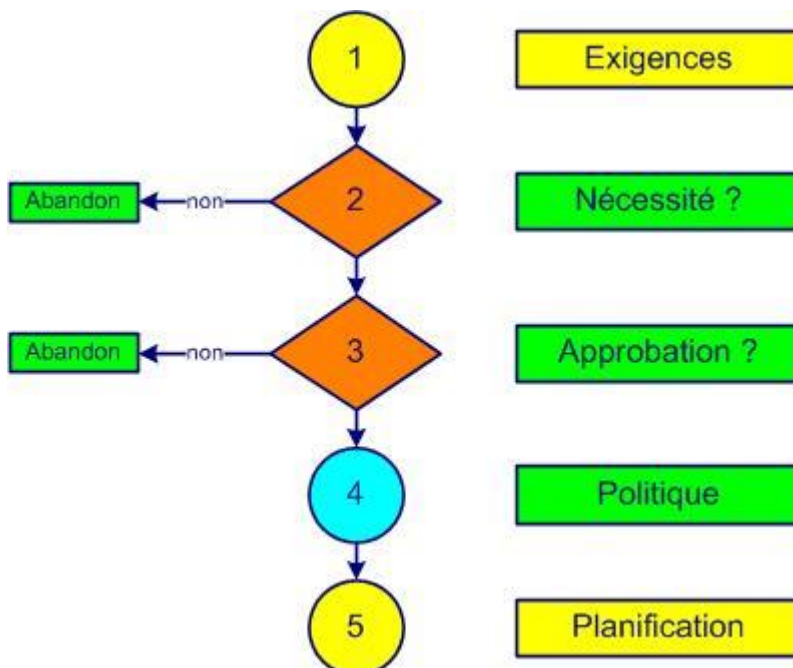 1
Exigences
Abandon
non
2
Nécessité ?
Abandon
non
3
Approbation ?
4
Politique
5
Planification